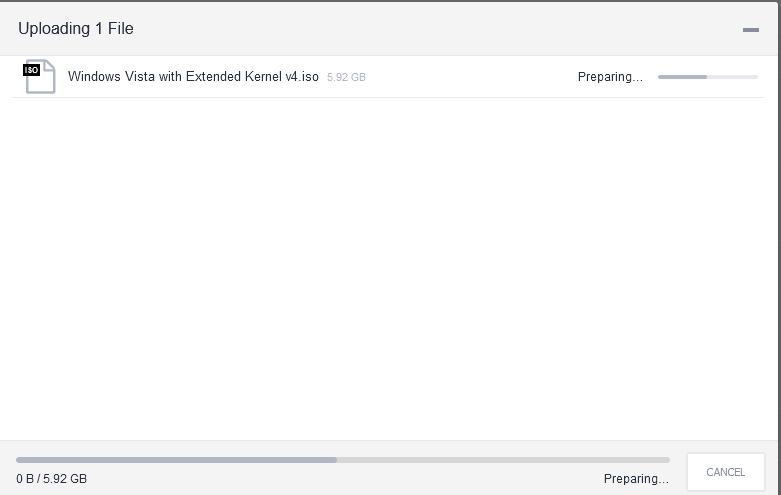 Uploading 1 File
ISO Windows Vista with Extended Kernel v4.iso 5.92 GB Preparing...
0 B / 5.92 GB Preparing...
CANCEL